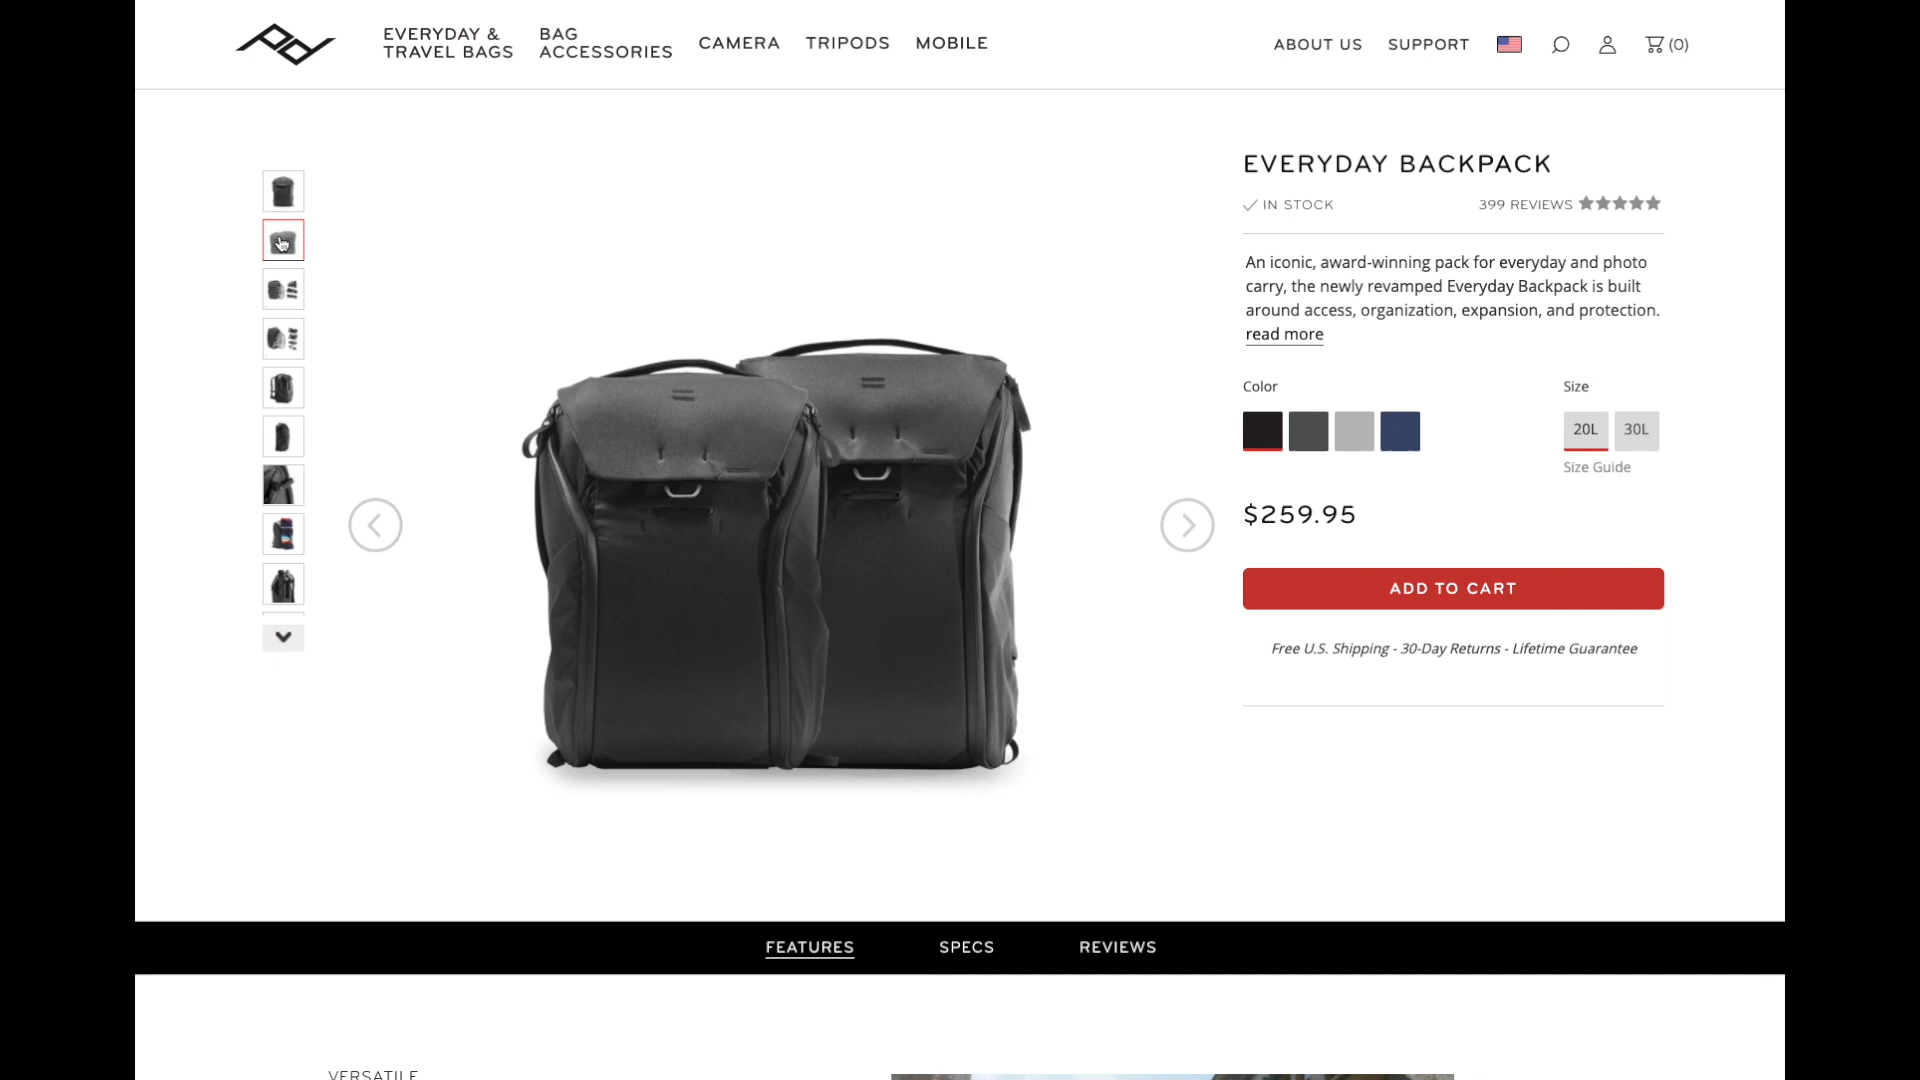 EVERYDAY &
TRAVEL BAGS
BAG
ACCESSORIES
CAMERA
TRIPODS
MOBILE
ABOUT US
SUPPORT
(0)
EVERYDAY BACKPACK
IN STOCK
399 REVIEWS
An iconic, award-winning pack for everyday and photo
carry, the newly revamped Everyday Backpack is built
around access, organization, expansion, and protection.
read more
Color
Size
20L
30L
Size Guide
$259.95
ADD TO CART
Free U.S. Shipping - 30-Day Returns - Lifetime Guarantee
FEATURES
SPECS
REVIEWS
VERSATILE